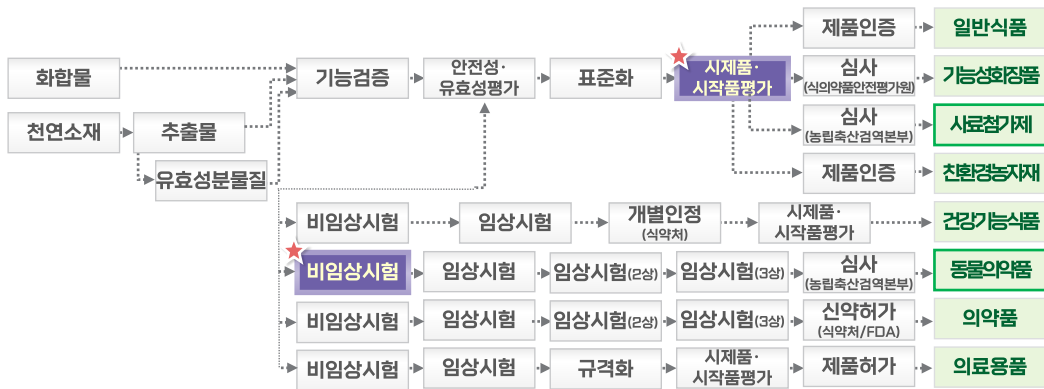 제품인증
일반식품
화합물
기능검증
안전성·
유효성평가
표준화
시제품·
시작품평가
심사
(식의약품안전평가원)
기능성화장품
천연소재
추출물
심사
(농림축산검역본부)
사료첨가제
유효성분물질
제품인증
친환경농자재
비임상시험
임상시험
개별인정
(식약처)
시제품·
시작품평가
건강기능식품
비임상시험
임상시험
임상시험(2상)
임상시험(3상)
심사
(농림축산검역본부)
동물의약품
비임상시험
임상시험
임상시험(2상)
임상시험(3상)
신약허가
(식약처/FDA)
의약품
비임상시험
임상시험
규격화
시제품·
시작품평가
제품허가
의료용품